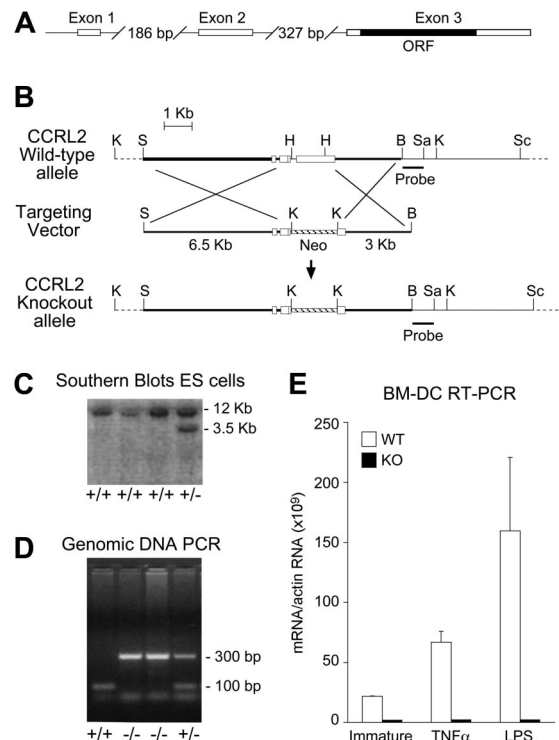 A
Exon 1
Exon 2
Exon 3
186 bp
327 bp
ORF
B
1 Kb
CCRL2
Wild-type
allele
K S H H B Sa K Sc
Probe
Targeting
Vector
S K K B
6.5 Kb Neo 3 Kb
CCRL2
Knockout
allele
K S K K B Sa K Sc
Probe
C Southern Blots ES cells
- 12 Kb
- 3.5 Kb
+/+ +/+ +/+ +/-
D Genomic DNA PCR
- 300 bp
- 100 bp
+/+ -/- -/- +/-
E BM-DC RT-PCR
WT
KO
mRNA/actin RNA (x10⁹)
250
200
150
100
50
0
Immature TNFα LPS